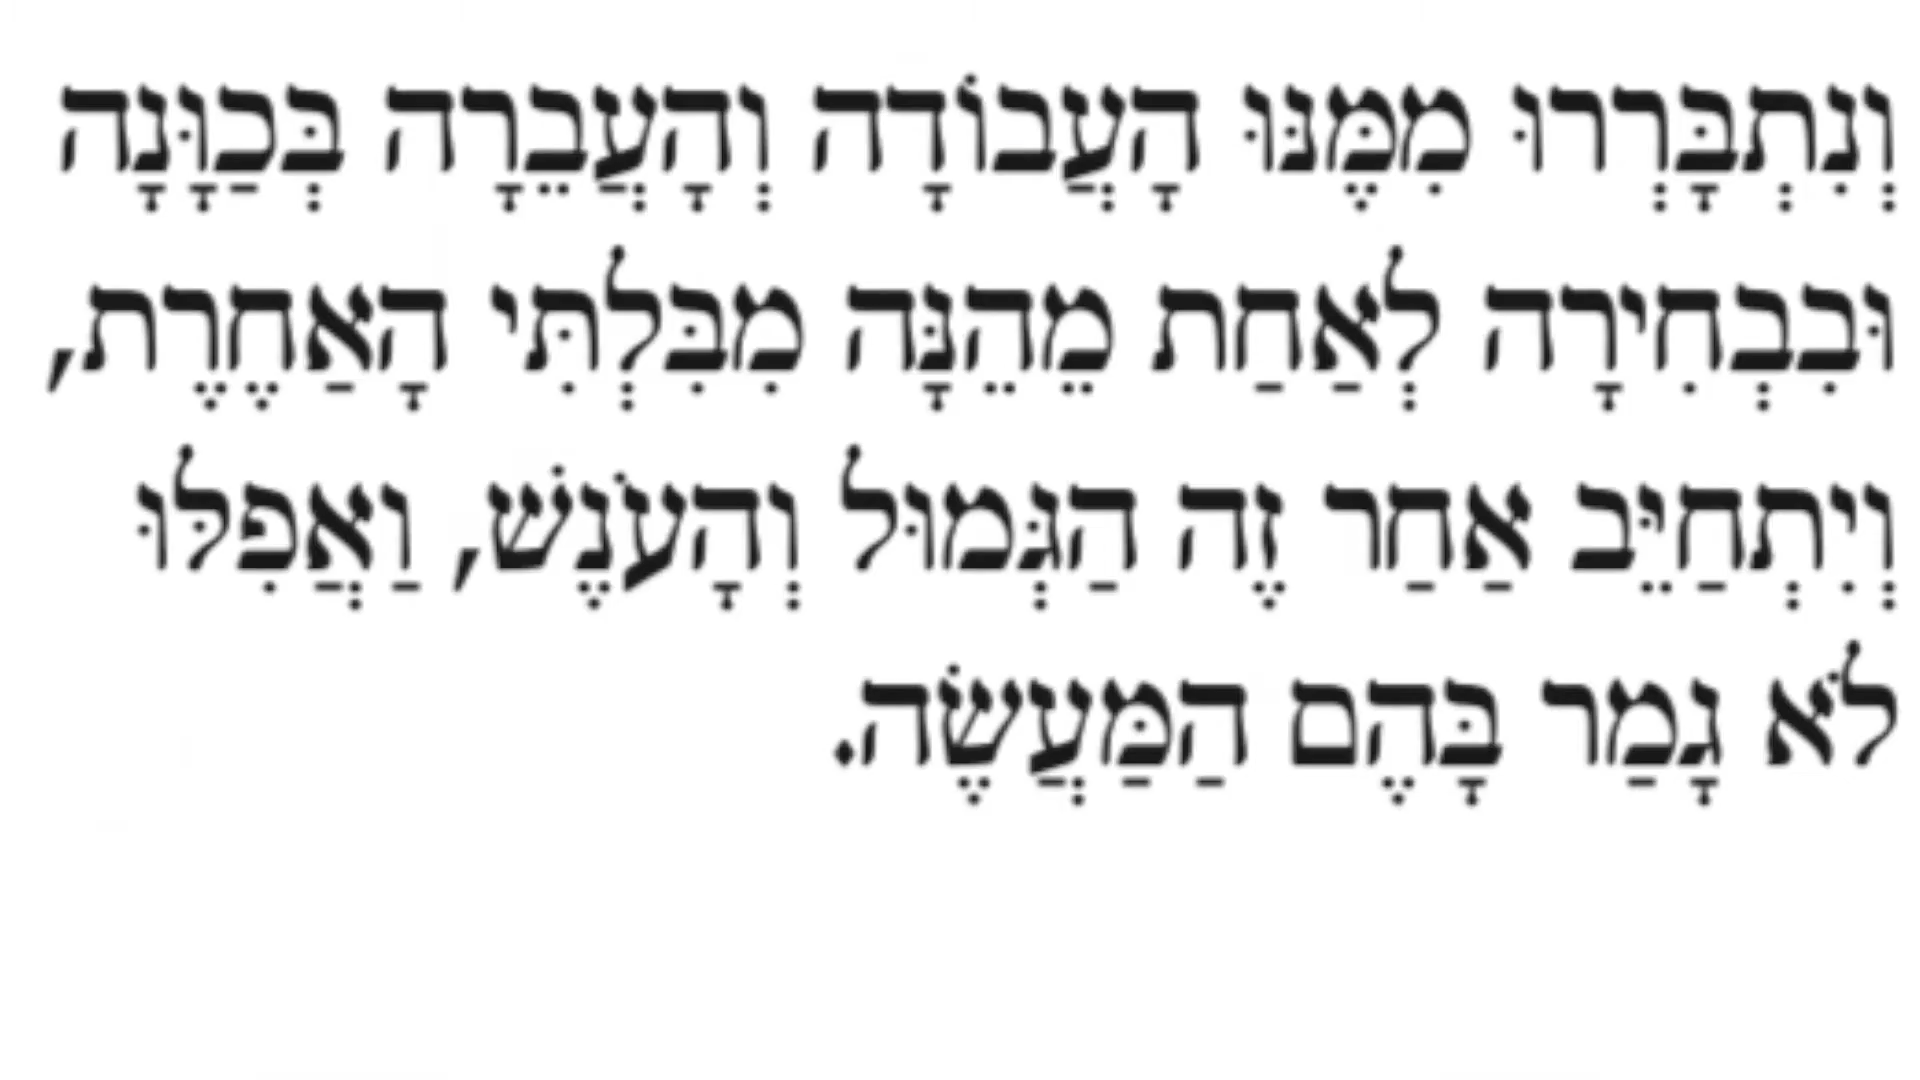 וְנִתְבָּרְרוּ מִמֶּנּוּ הָעֲבוֹדָה וְהָעֲבֵרָה בְּכַוָּנָה
וּבִבְחִירָה לְאַחַת מֵהֵנָּה מִבִּלְתִּי הָאַחֶרֶת,
וְיִתְחַיֵּב אַחַר זֶה הַגְּמוּל וְהָעֹנֶשׁ, וַאֲפִלּוּ
לֹא גָמַר בָּהֶם הַמַּעֲשֶׂה.